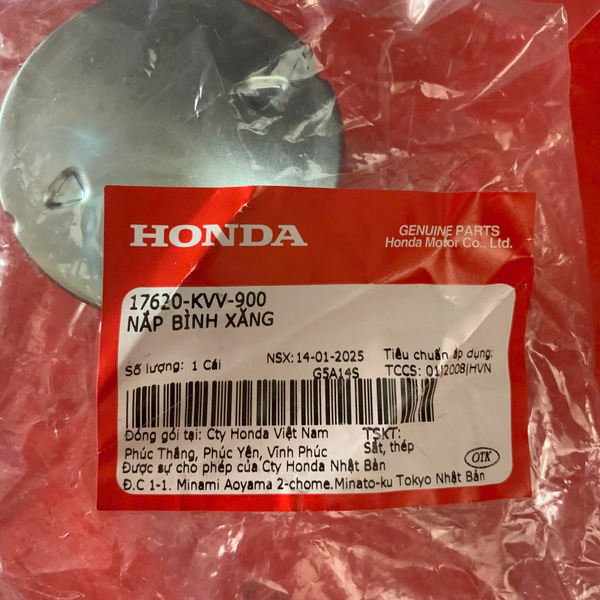 HONDA
GENUINE PARTS
Honda Motor Co., Ltd.
17620-KVV-900
NẮP BÌNH XĂNG
Số lượng: 1 Cái
NSX: 14-01-2025
G5A14S
Tiêu chuẩn áp dụng:
TCCS: 01/2008/HVN
Đóng gói tại: Cty Honda Việt Nam
Phúc Thắng, Phúc Yên, Vĩnh Phúc
TSKT:
Sắt, thép
Được sự cho phép của Cty Honda Nhật Bản
Đ.C 1-1. Minami Aoyama 2-chome.Minato-ku Tokyo Nhật Bản
OTK